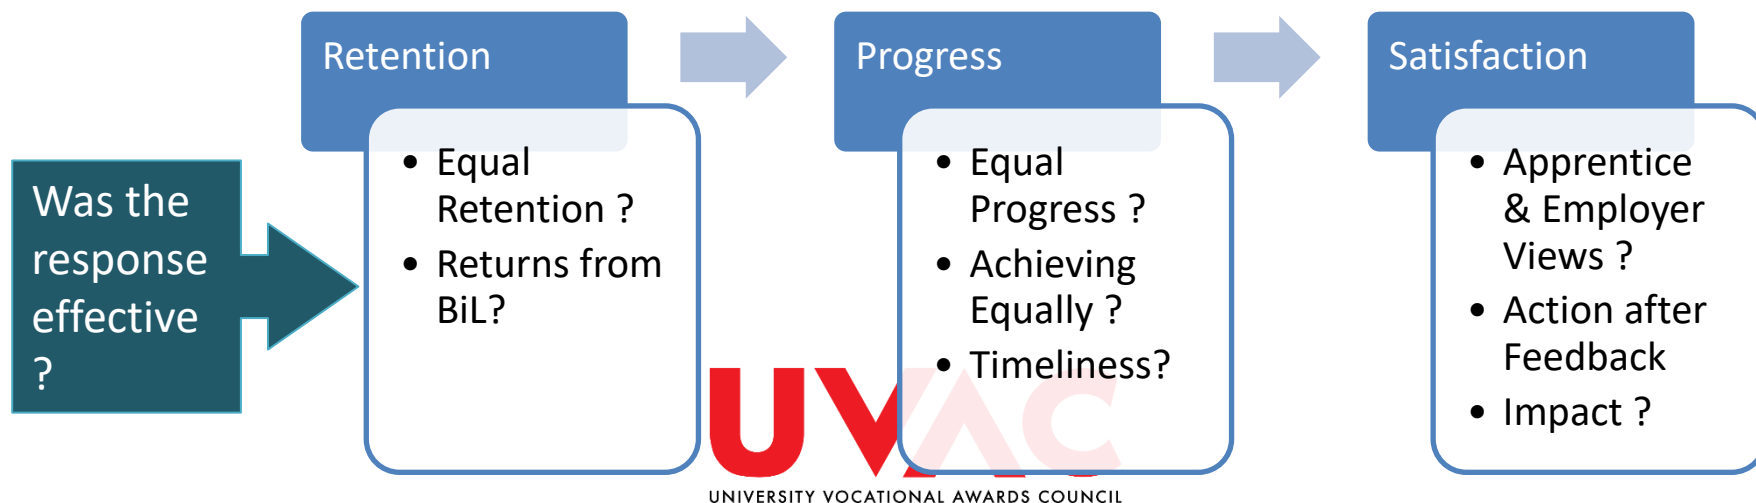 Was the
response
effective
?
Retention
• Equal
Retention ?
• Returns from
BiL?
Progress
• Equal
Progress ?
• Achieving
Equally ?
• Timeliness?
Satisfaction
• Apprentice
& Employer
Views ?
• Action after
Feedback
• Impact ?
UVAC
UNIVERSITY VOCATIONAL AWARDS COUNCIL